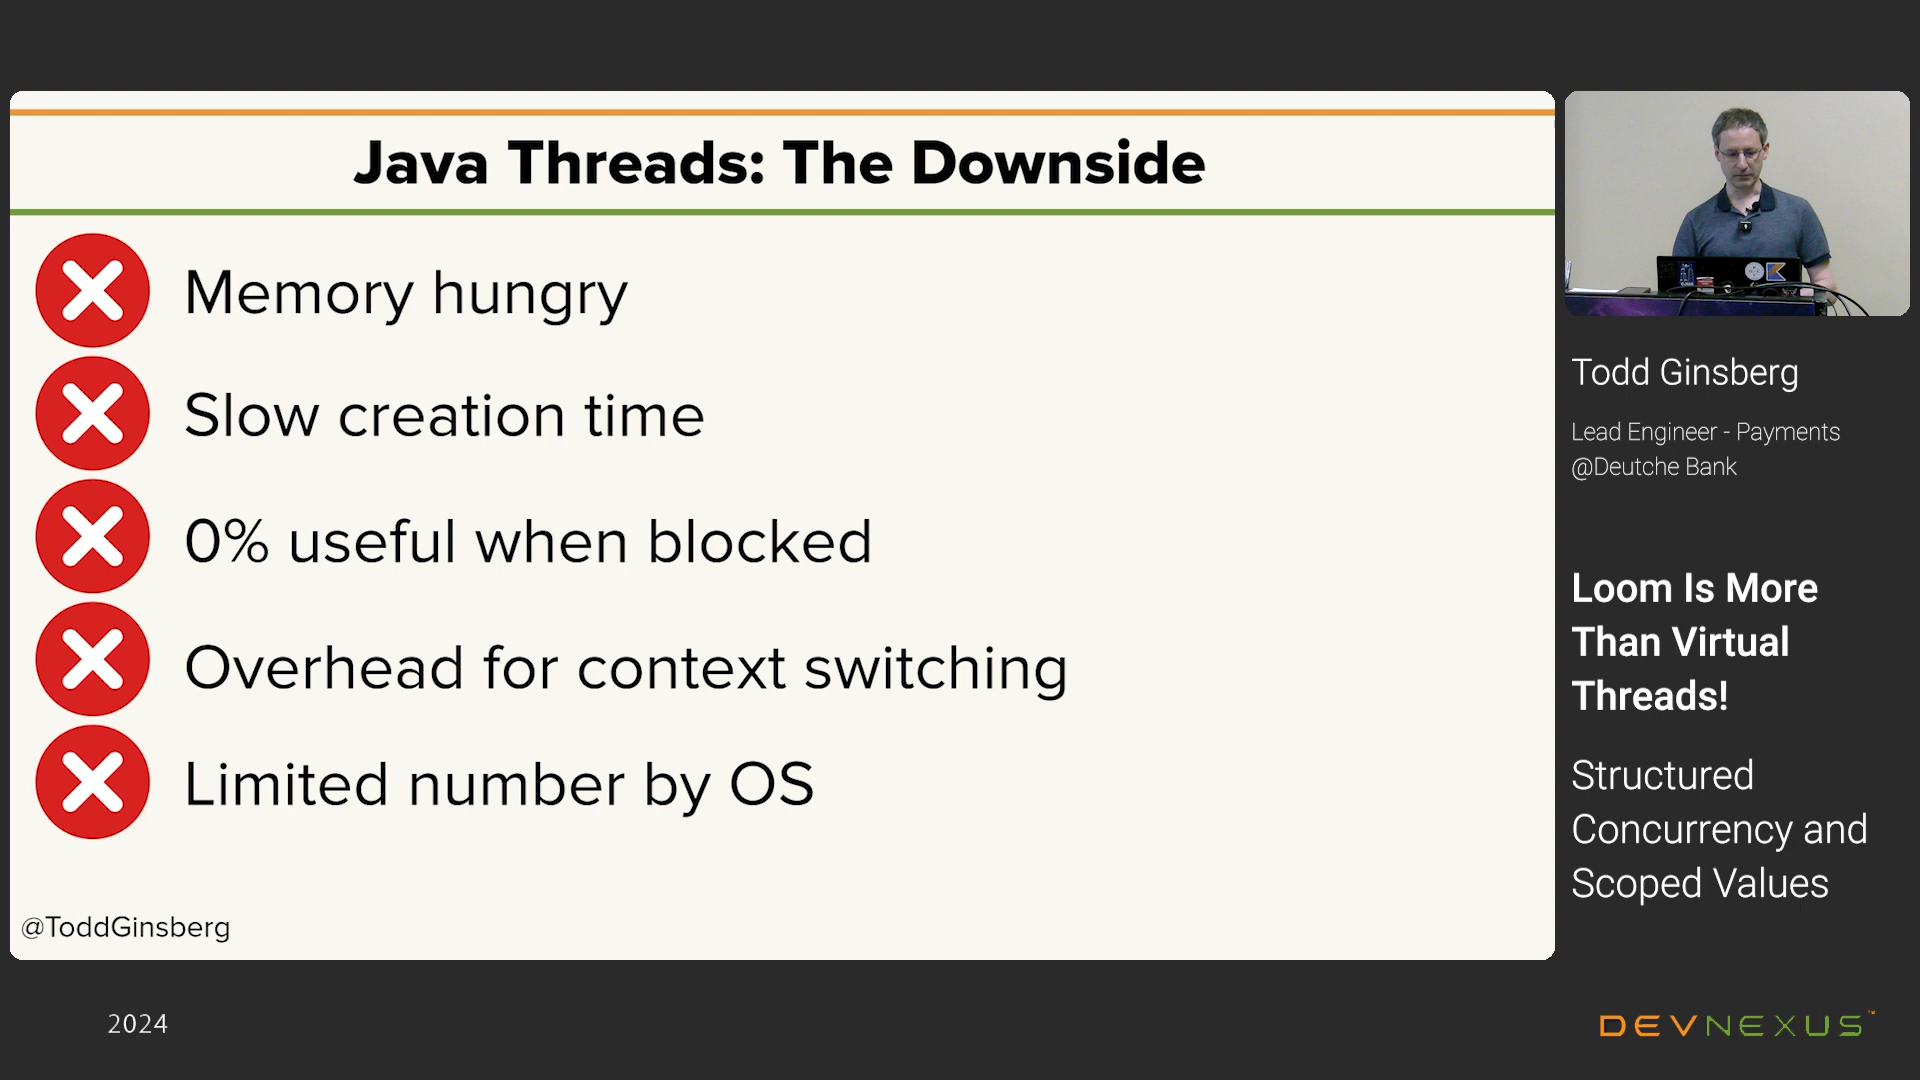 Java Threads: The Downside
Memory hungry
Slow creation time
0% useful when blocked
Overhead for context switching
Limited number by OS
@ToddGinsberg
Todd Ginsberg
Lead Engineer - Payments
@Deutche Bank
Loom Is More
Than Virtual
Threads!
Structured
Concurrency and
Scoped Values
2024
DEVNEXUS™